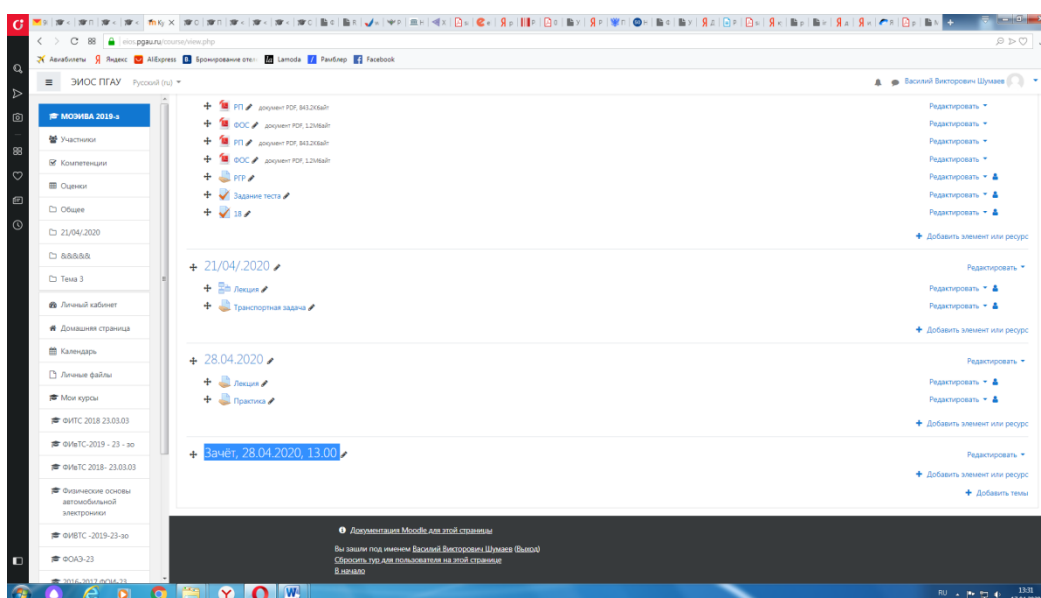 eios.pgau.ru/course/view.php
Авиабилеты Яндекс AliExpress Бронирование отел Lamoda Рамблер Facebook
ЭИОС ПГАУ Русский (ru) Василий Викторович Шумаев
МОЭИВА 2019-з
Участники
Компетенции
Оценки
Общее
21/04/.2020
&&&&&
Тема 3
Личный кабинет
Домашняя страница
Календарь
Личные файлы
Мои курсы
ФИТС 2018 23.03.03
ФИвТС-2019 - 23 - зо
ФИвТС 2018- 23.03.03
Физические основы
автомобильной
электроники
ФИВТС -2019-23-зо
ФОАЭ-23
2016-2017 ФОИ-23
РП документ PDF, 843.2Кбайт Редактировать
ФОС документ PDF, 1.2Мбайт Редактировать
РП документ PDF, 843.2Кбайт Редактировать
ФОС документ PDF, 1.2Мбайт Редактировать
РГР Редактировать
Задание теста Редактировать
18 Редактировать
Добавить элемент или ресурс
21/04/.2020 Редактировать
Лекция Редактировать
Транспортная задача Редактировать
Добавить элемент или ресурс
28.04.2020 Редактировать
Лекция Редактировать
Практика Редактировать
Добавить элемент или ресурс
Зачёт, 28.04.2020, 13.00 Редактировать
Добавить элемент или ресурс
Добавить темы
Документация Moodle для этой страницы
Вы зашли под именем Василий Викторович Шумаев (Выход)
Сбросить тур для пользователя на этой странице
В начало
RU 13:31